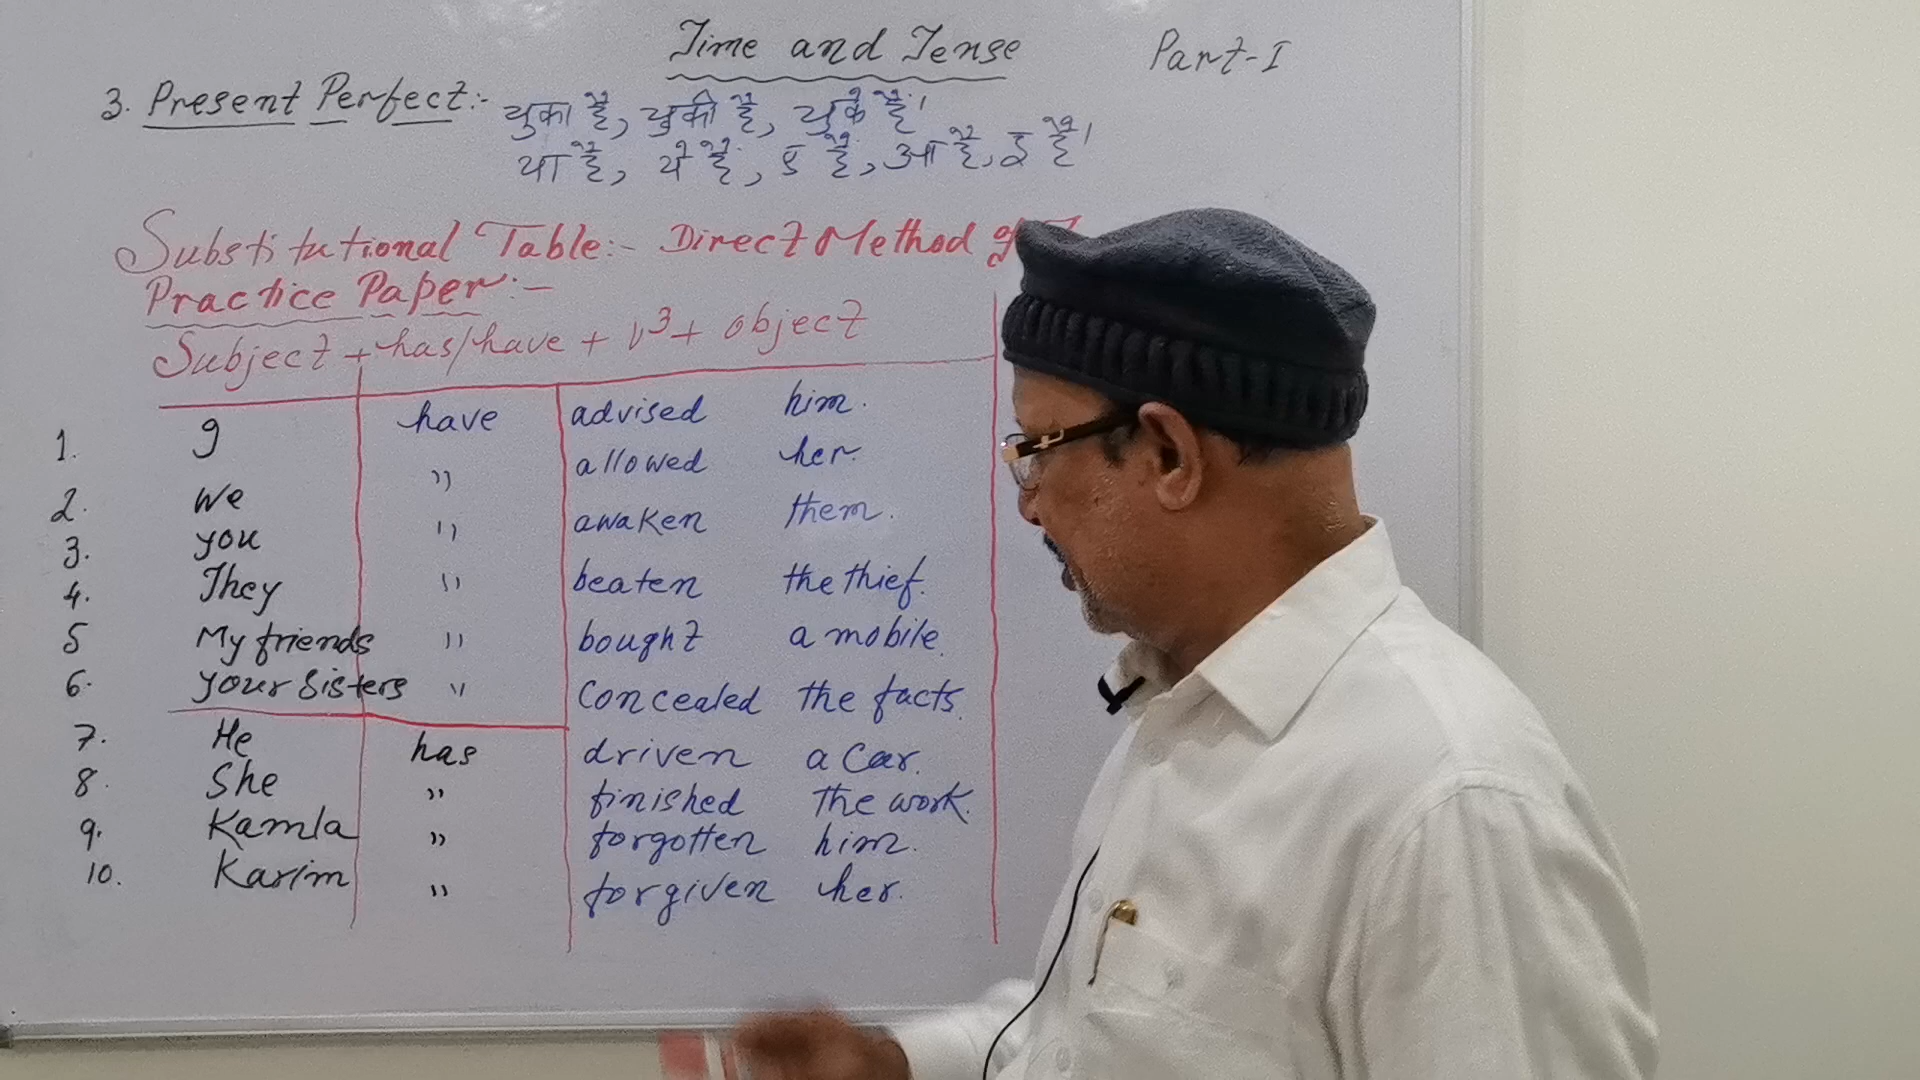 Time and Tense Part-I
3. Present Perfect:- चुका है, चुकी है, चुके हैं।
या है, ये हैं, ई है, आ है, ई है।
Substitutional Table:- Direct Method of
Practice Paper:-
Subject + has/have + V3 + object
1. I have advised him.
2. We " allowed her.
3. you " awaken them.
4. They " beaten the thief.
5 My friends " bought a mobile.
6. your Sisters " Concealed the facts.
7. He has driven a Car.
8. She " finished the work.
9. Kamla " forgotten him.
10. Karim " forgiven her.